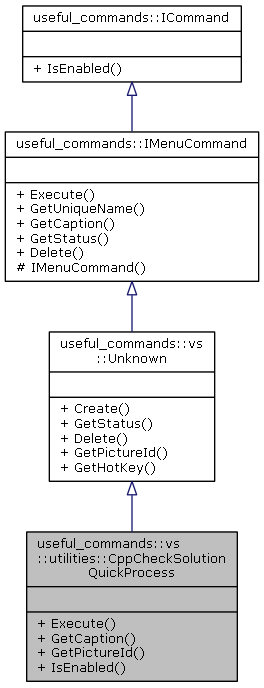 useful_commands::ICommand
+ IsEnabled()
useful_commands::IMenuCommand
+ Execute()
+ GetUniqueName()
+ GetCaption()
+ GetStatus()
+ Delete()
# IMenuCommand()
useful_commands::vs
::Unknown
+ Create()
+ GetStatus()
+ Delete()
+ GetPictureId()
+ GetHotKey()
useful_commands::vs
::utilities::CppCheckSolution
QuickProcess
+ Execute()
+ GetCaption()
+ GetPictureId()
+ IsEnabled()